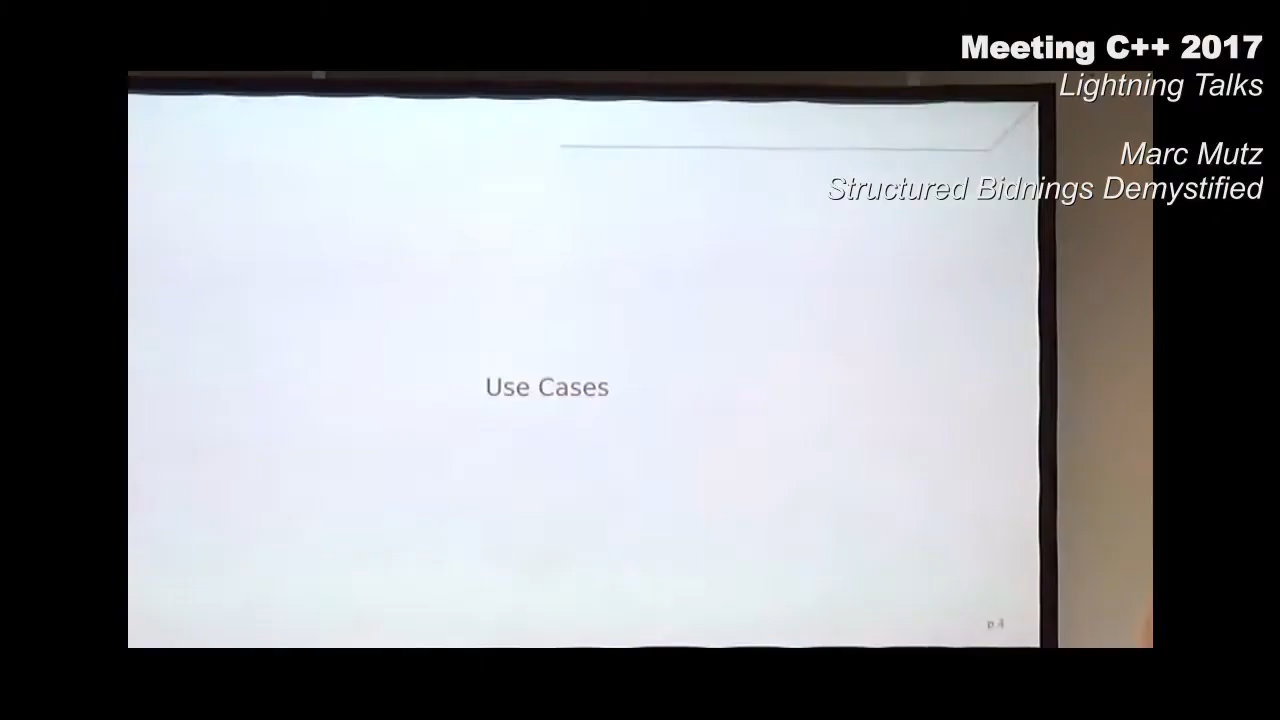 Meeting C++ 2017
Lightning Talks
Marc Mutz
Structured Bidnings Demystified
Use Cases